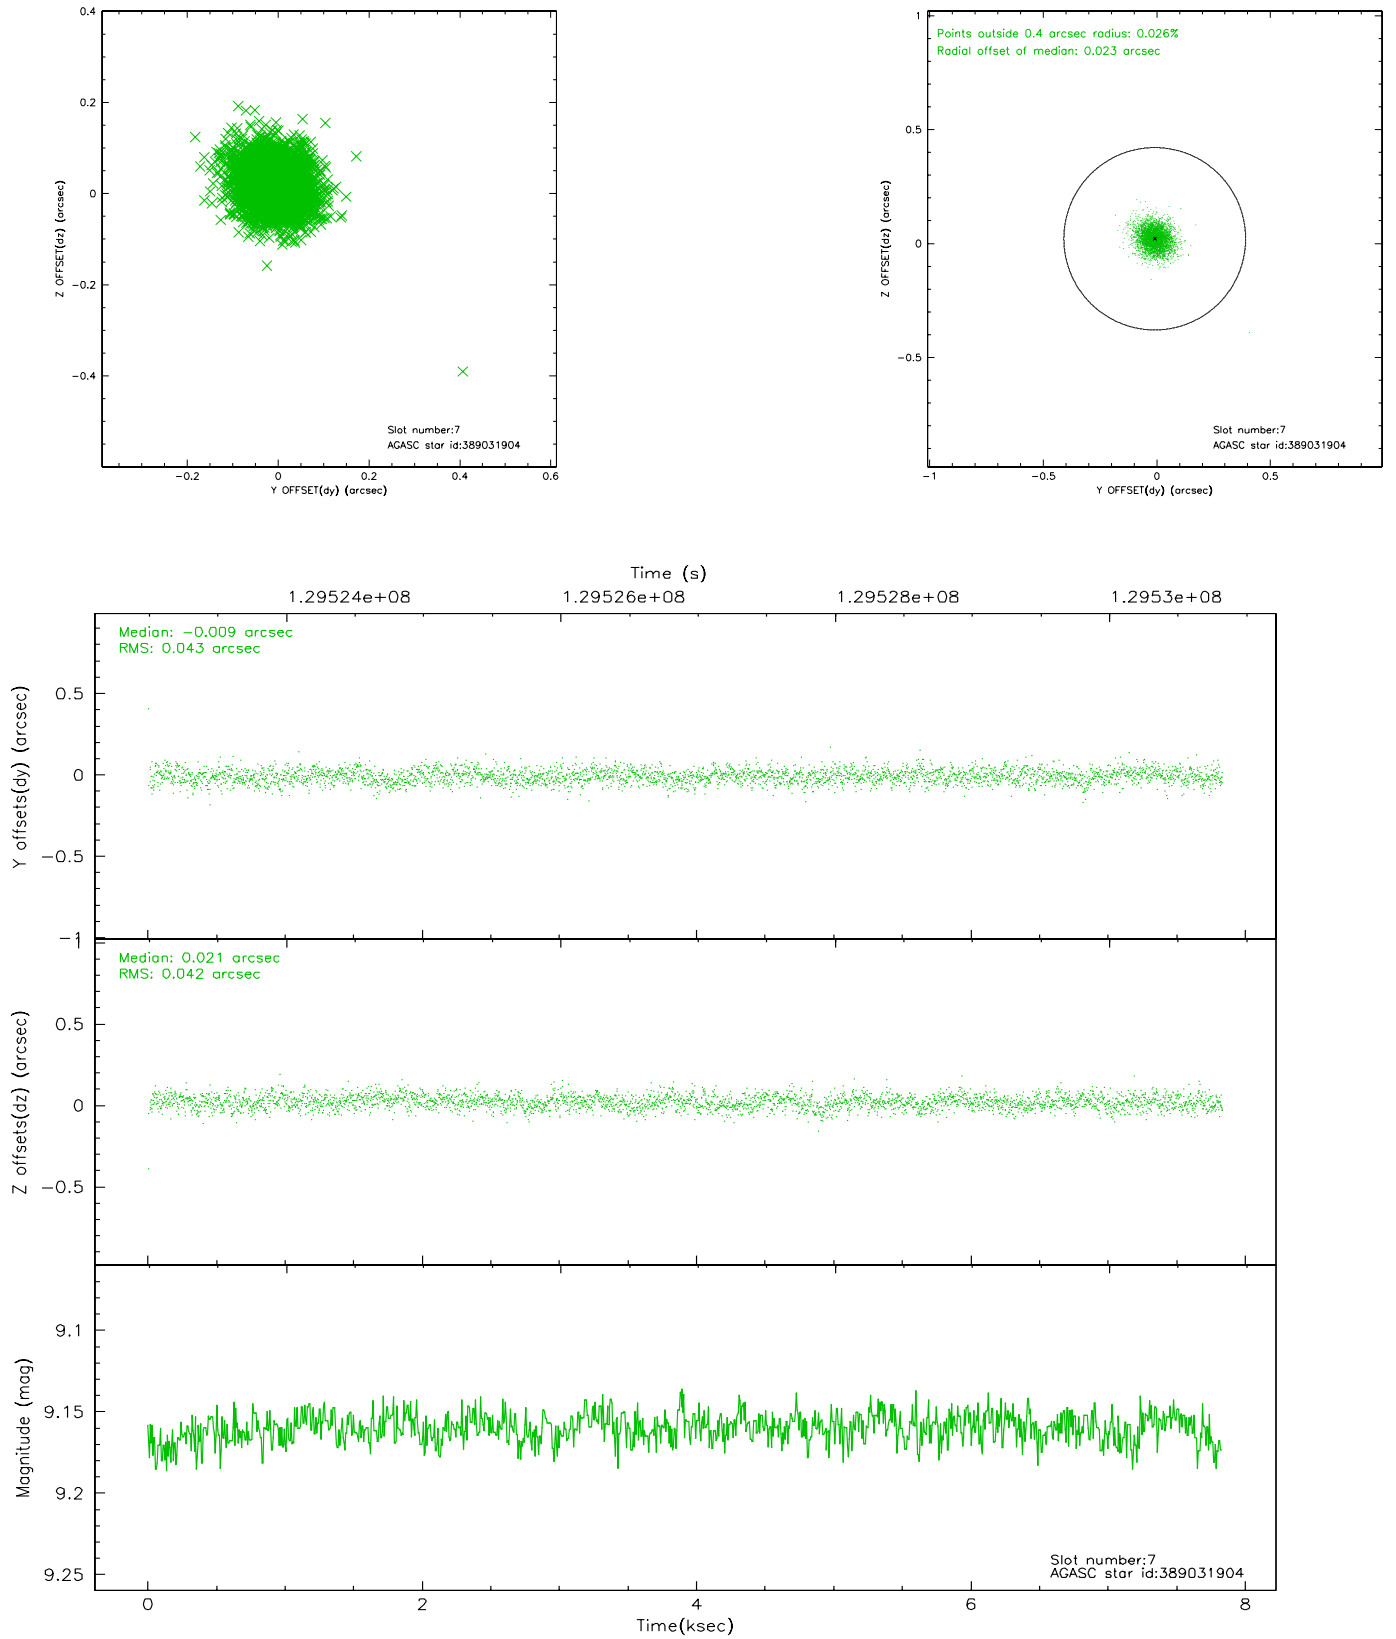 0.4
0.2
0
−0.2
−0.4
Z OFFSET(dz) (arcsec)
Slot number:7
AGASC star id:389031904
−0.2 0 0.2 0.4 0.6
Y OFFSET(dy) (arcsec)
Points outside 0.4 arcsec radius: 0.026%
Radial offset of median: 0.023 arcsec
1
0.5
0
−0.5
Z OFFSET(dz) (arcsec)
Slot number:7
AGASC star id:389031904
−1 −0.5 0 0.5
Y OFFSET(dy) (arcsec)
Time (s)
1.29524e+08 1.29526e+08 1.29528e+08 1.2953e+08
Median: −0.009 arcsec
RMS: 0.043 arcsec
0.5
0
−0.5
−1
Y offsets(dy) (arcsec)
Median: 0.021 arcsec
RMS: 0.042 arcsec
1
0.5
0
−0.5
Z offsets(dz) (arcsec)
9.1
9.15
9.2
9.25
Magnitude (mag)
Slot number:7
AGASC star id:389031904
0 2 4 6 8
Time(ksec)